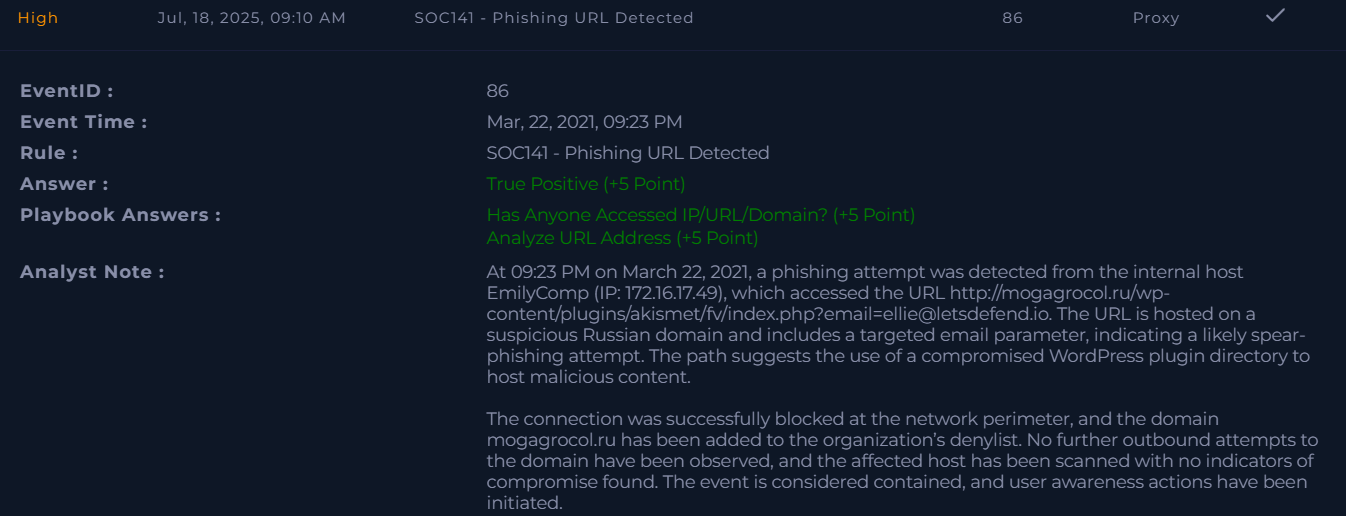 High Jul, 18, 2025, 09:10 AM SOC141 - Phishing URL Detected 86 Proxy
EventID : 86
Event Time : Mar, 22, 2021, 09:23 PM
Rule : SOC141 - Phishing URL Detected
Answer : True Positive (+5 Point)
Playbook Answers : Has Anyone Accessed IP/URL/Domain? (+5 Point)
Analyze URL Address (+5 Point)
Analyst Note : At 09:23 PM on March 22, 2021, a phishing attempt was detected from the internal host
EmilyComp (IP: 172.16.17.49), which accessed the URL http://mogagrocol.ru/wp-
content/plugins/akismet/fv/index.php?email=ellie@letsdefend.io. The URL is hosted on a
suspicious Russian domain and includes a targeted email parameter, indicating a likely spear-
phishing attempt. The path suggests the use of a compromised WordPress plugin directory to
host malicious content.
The connection was successfully blocked at the network perimeter, and the domain
mogagrocol.ru has been added to the organization’s denylist. No further outbound attempts to
the domain have been observed, and the affected host has been scanned with no indicators of
compromise found. The event is considered contained, and user awareness actions have been
initiated.